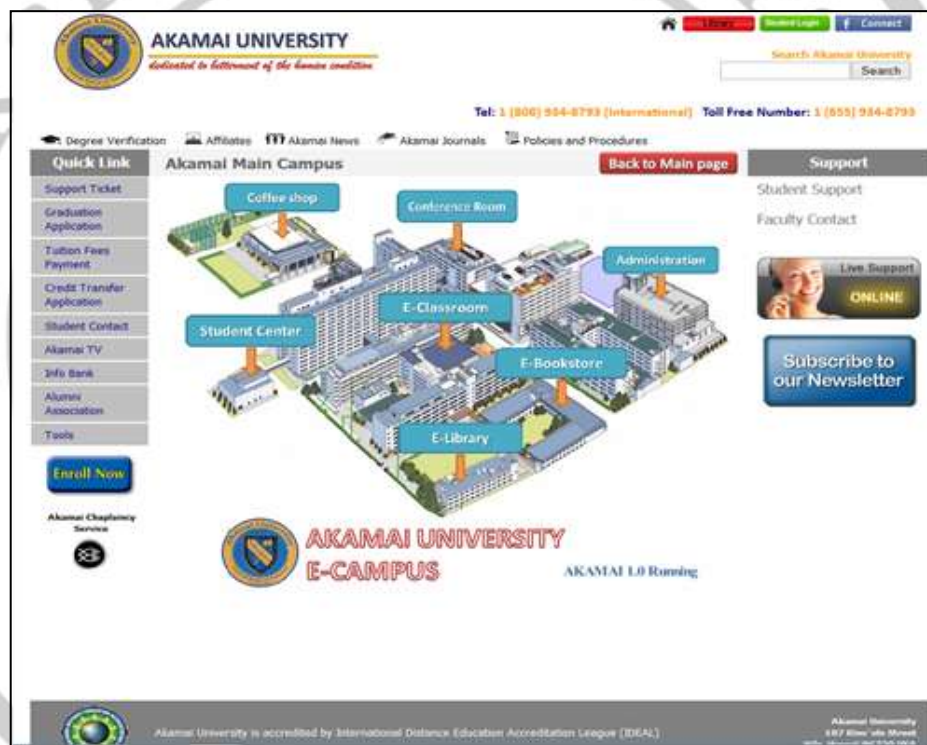 AKAMAI UNIVERSITY
dedicated to betterment of the human condition
Library
Student Login
f Connect
Search Akamai University
Search
Tel: 1 (808) 934-8793 (International) Toll Free Number: 1 (855) 934-8793
Degree Verification Affiliates Akamai News Akamai Journals Policies and Procedures
Quick Link
Akamai Main Campus
Back to Main page
Support
Support Ticket
Graduation
Application
Tuition Fees
Payment
Credit Transfer
Application
Student Contact
Akamai TV
Info Bank
Alumni
Association
Tools
Enroll Now
Akamai Chaplaincy
Service
Coffee shop
Conference Room
Administration
E-Classroom
Student Center
E-Bookstore
E-Library
Student Support
Faculty Contact
Live Support
ONLINE
Subscribe to
our Newsletter
AKAMAI UNIVERSITY
E-CAMPUS
AKAMAI 1.0 Running
Akamai University is accredited by International Distance Education Accreditation League (IDEAL)
Akamai University